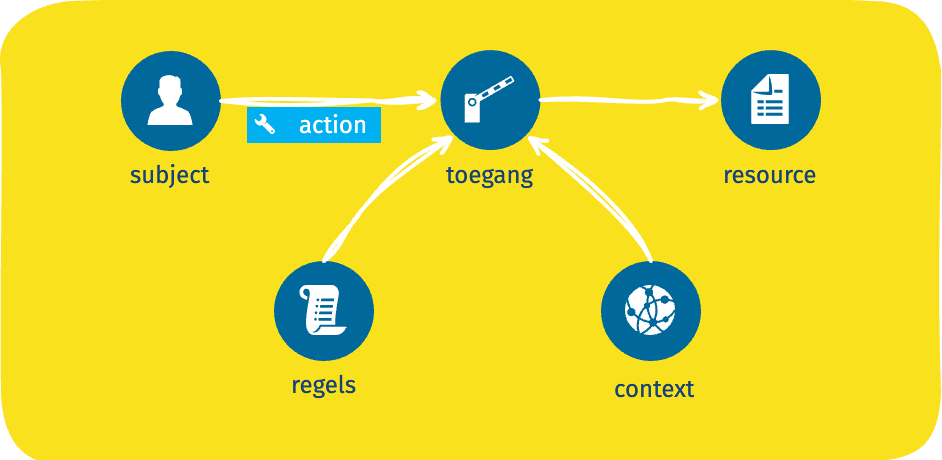 action
subject
toegang
resource
regels
context